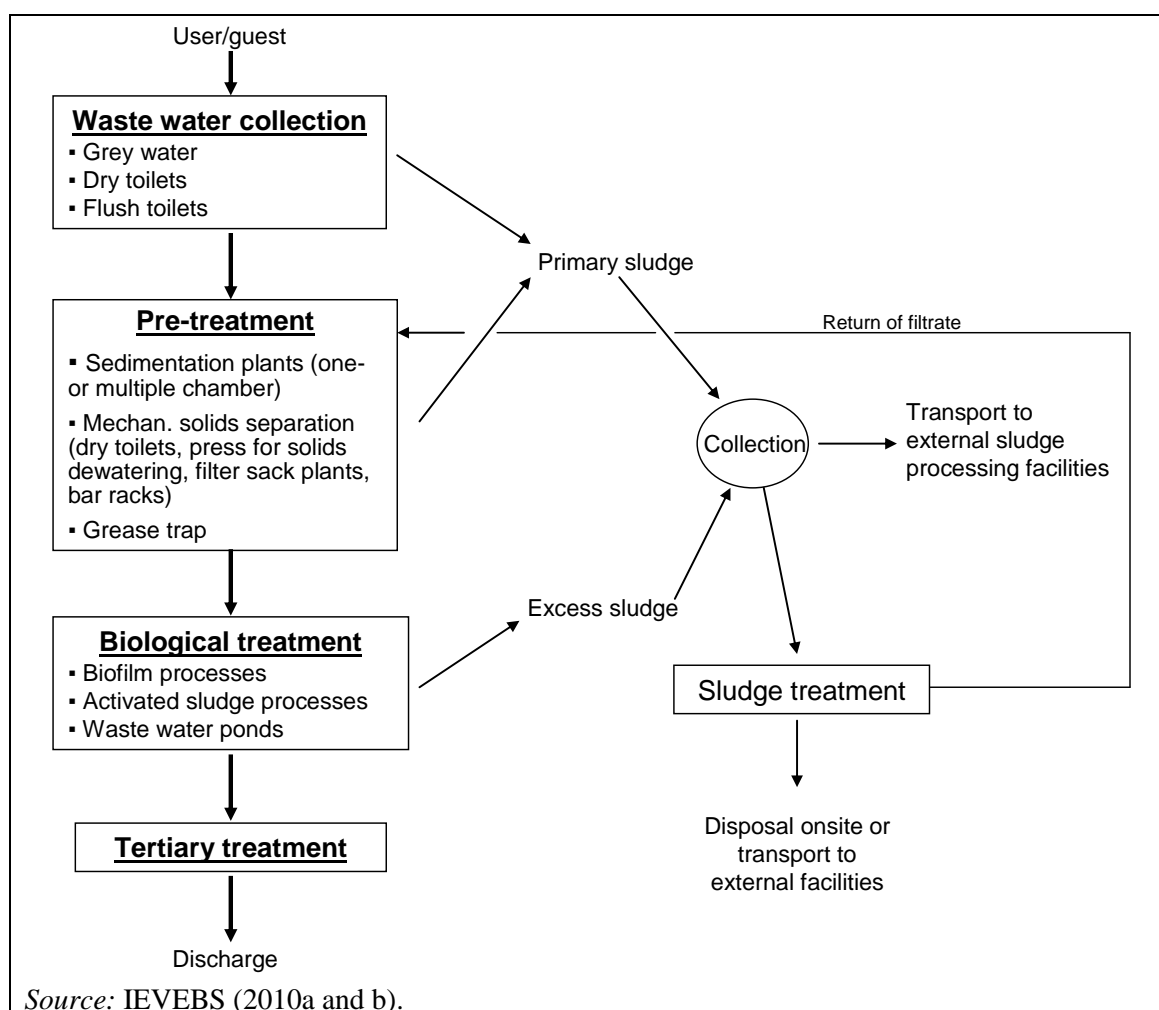 User/guest
Waste water collection
▪ Grey water
▪ Dry toilets
▪ Flush toilets
Primary sludge
Pre-treatment
▪ Sedimentation plants (one-
or multiple chamber)
▪ Mechan. solids separation
(dry toilets, press for solids
dewatering, filter sack plants,
bar racks)
▪ Grease trap
Return of filtrate
Collection
Transport to
external sludge
processing facilities
Excess sludge
Biological treatment
▪ Biofilm processes
▪ Activated sludge processes
▪ Waste water ponds
Sludge treatment
Tertiary treatment
Disposal onsite or
transport to
external facilities
Discharge
Source: IEVEBS (2010a and b).